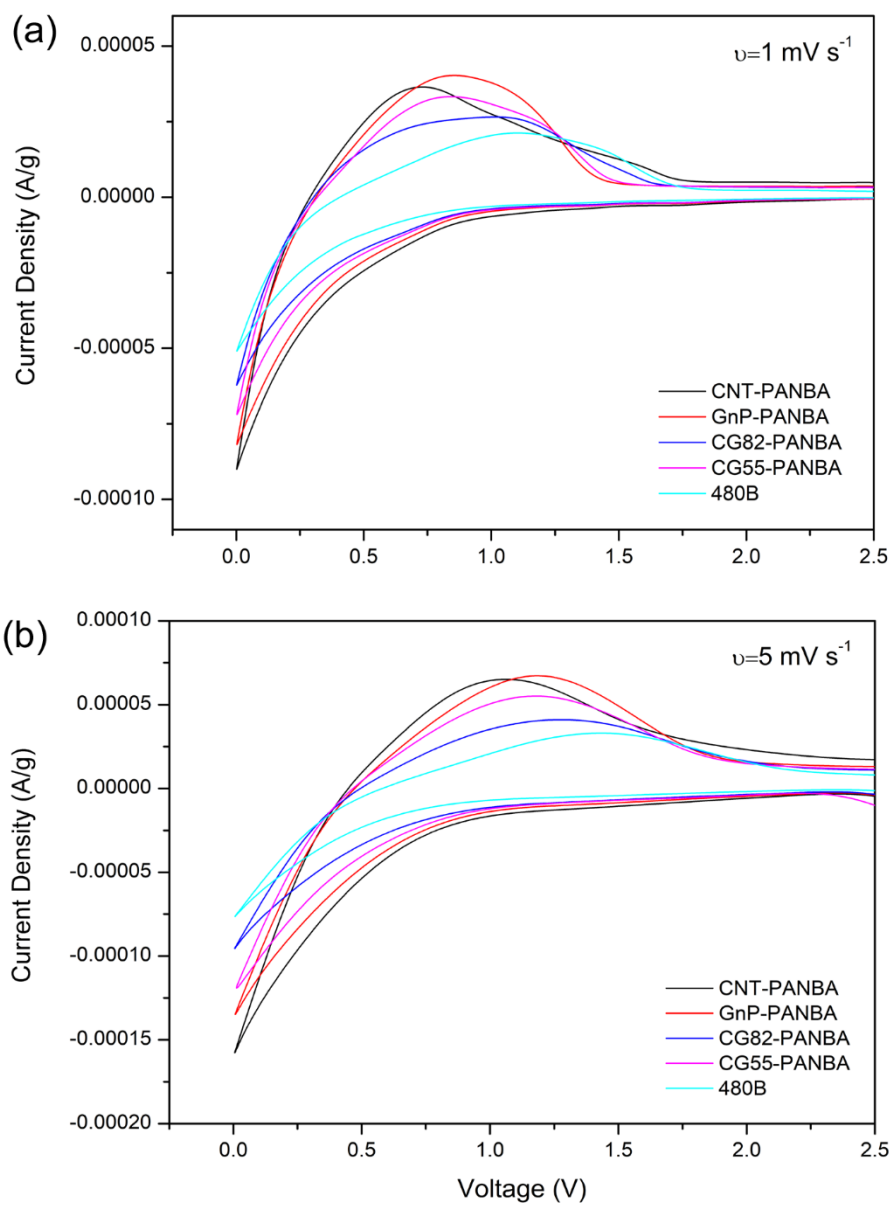 (a)
υ=1 mV s⁻¹
0.00005
0.00000
-0.00005
-0.00010
Current Density (A/g)
CNT-PANBA
GnP-PANBA
CG82-PANBA
CG55-PANBA
480B
0.0 0.5 1.0 1.5 2.0 2.5
(b)
υ=5 mV s⁻¹
0.00010
0.00005
0.00000
-0.00005
-0.00010
-0.00015
-0.00020
Current Density (A/g)
CNT-PANBA
GnP-PANBA
CG82-PANBA
CG55-PANBA
480B
0.0 0.5 1.0 1.5 2.0 2.5
Voltage (V)